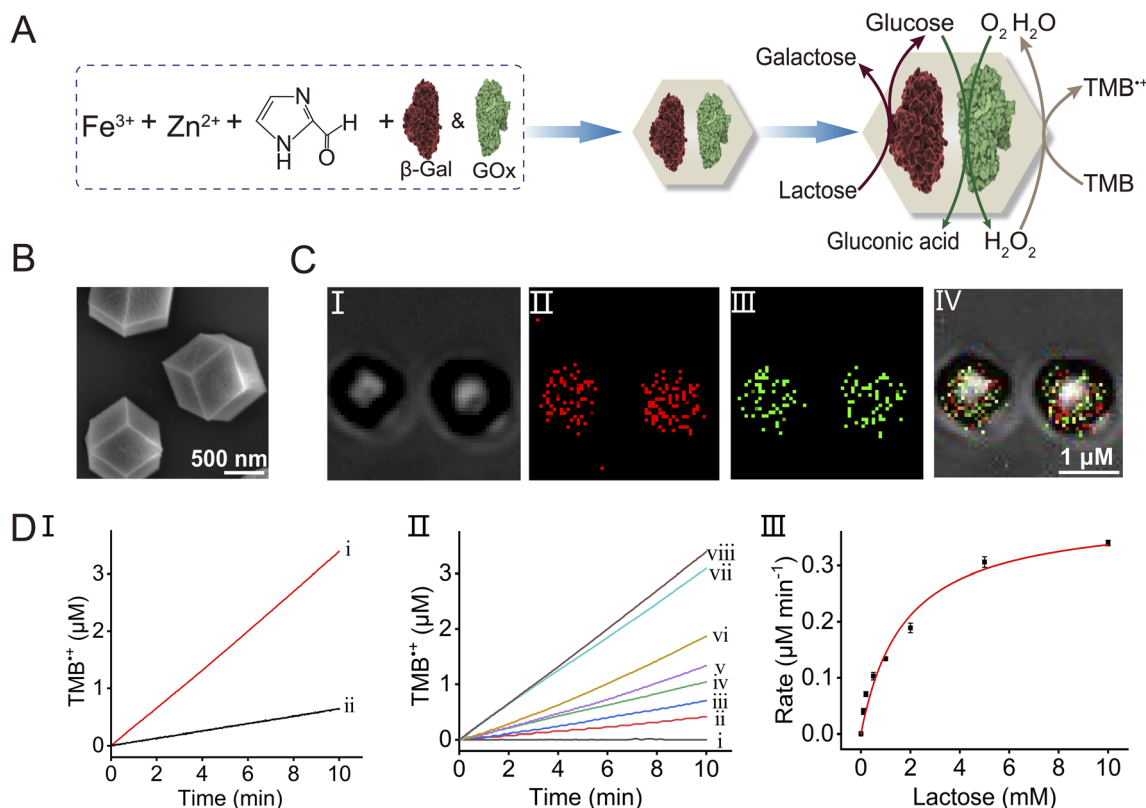 A
Fe³⁺ + Zn²⁺ + N NH O H + & 
β-Gal GOx
Glucose O₂ H₂O
Galactose
TMB•⁺
Lactose
TMB
Gluconic acid H₂O₂
B
500 nm
C
I II III IV
1 µM
D
I
TMB•⁺ (µM)
3
2
1
0
i
ii
0 2 4 6 8 10
Time (min)
II
TMB•⁺ (µM)
3
2
1
0
viii
vii
vi
v
iv
iii
ii
i
0 2 4 6 8 10
Time (min)
III
Rate (µM min⁻¹)
0.3
0.2
0.1
0.0
0 2 4 6 8 10
Lactose (mM)